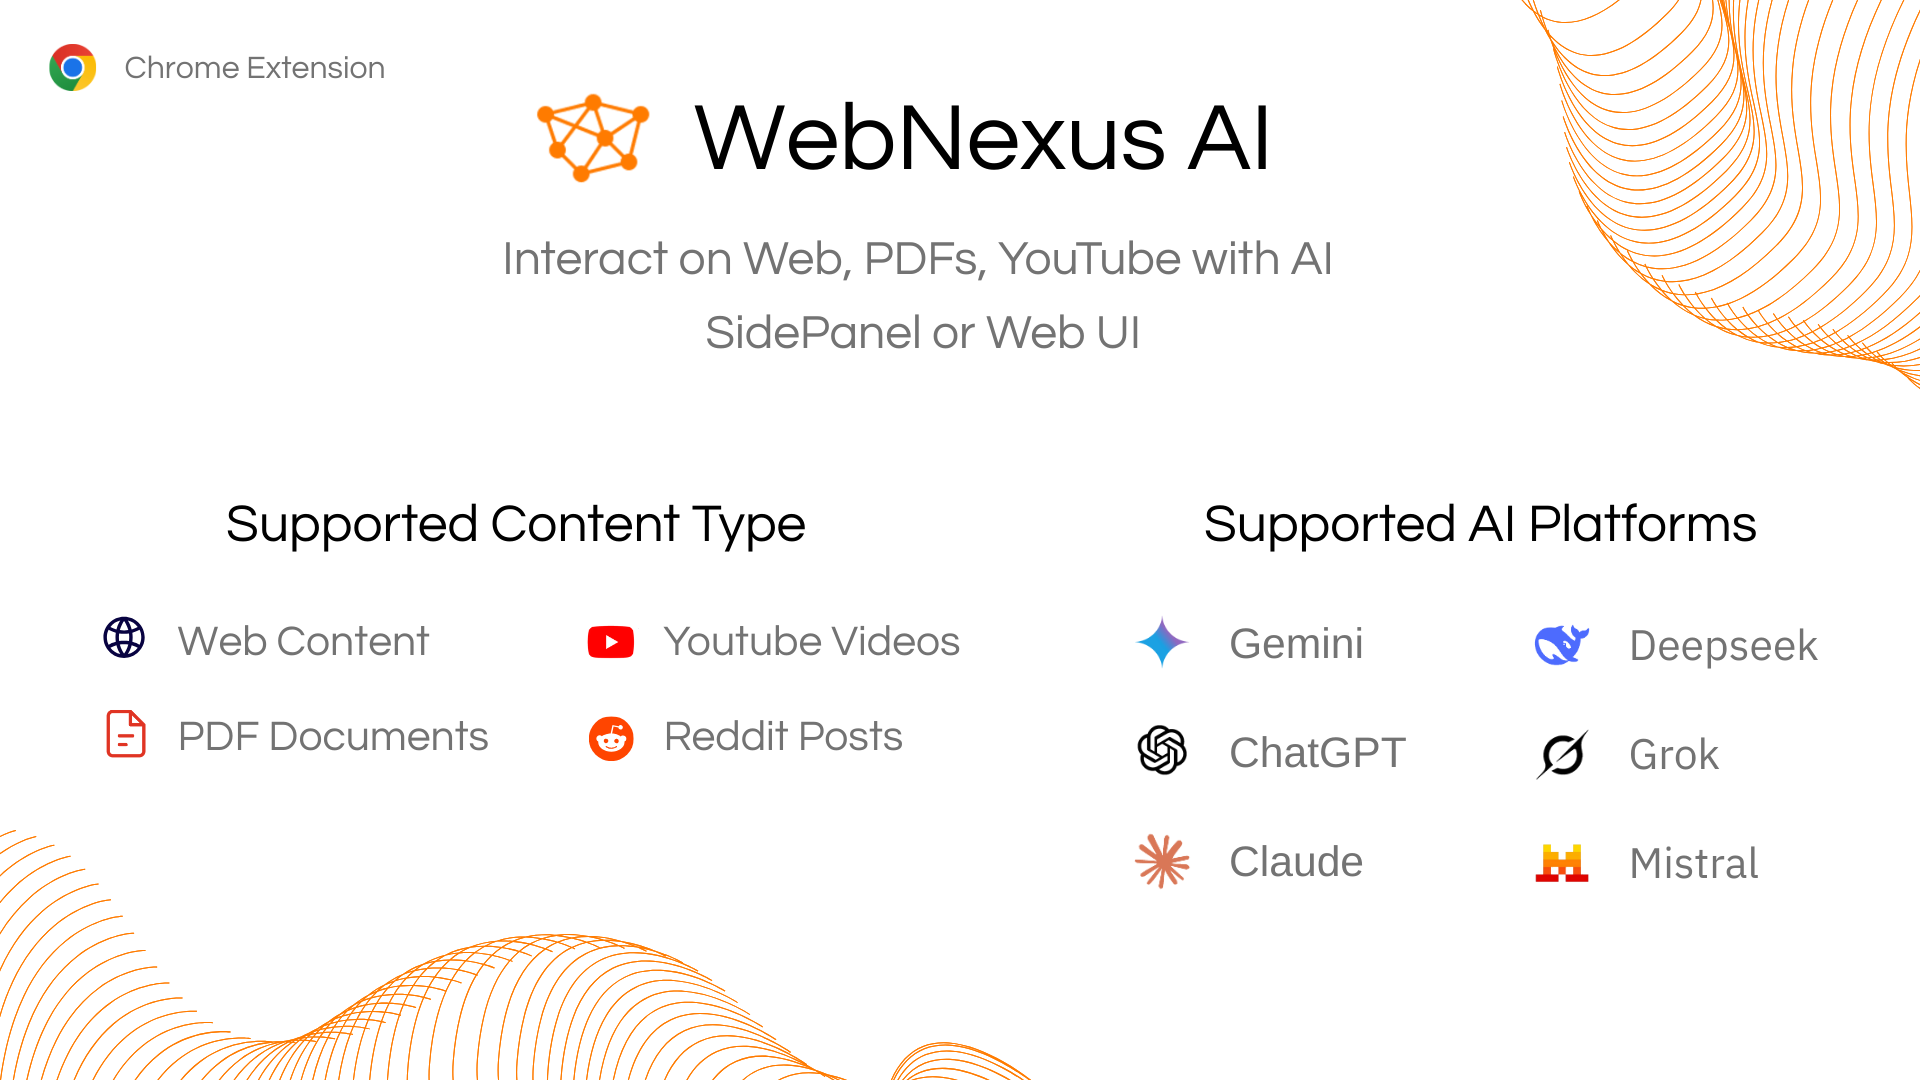 Chrome Extension
WebNexus AI
Interact on Web, PDFs, YouTube with AI
SidePanel or Web UI
Supported Content Type
Web Content
Youtube Videos
PDF Documents
Reddit Posts
Supported AI Platforms
Gemini
Deepseek
ChatGPT
Grok
Claude
Mistral